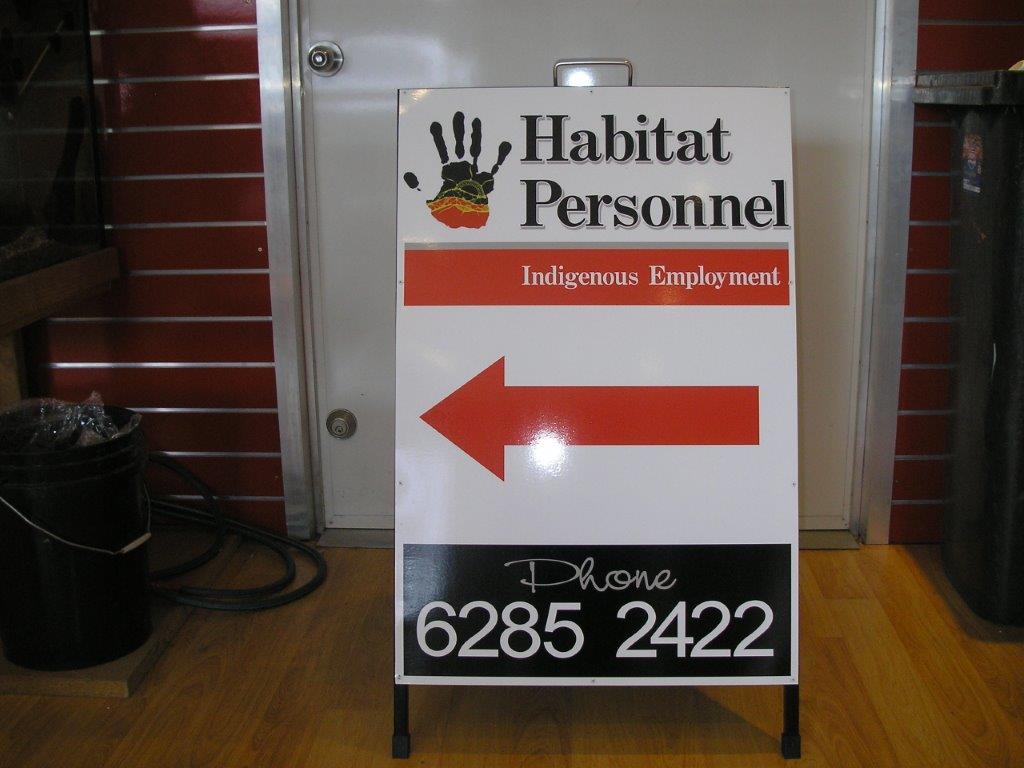 Habitat
Personnel
Indigenous Employment
Phone
6285 2422